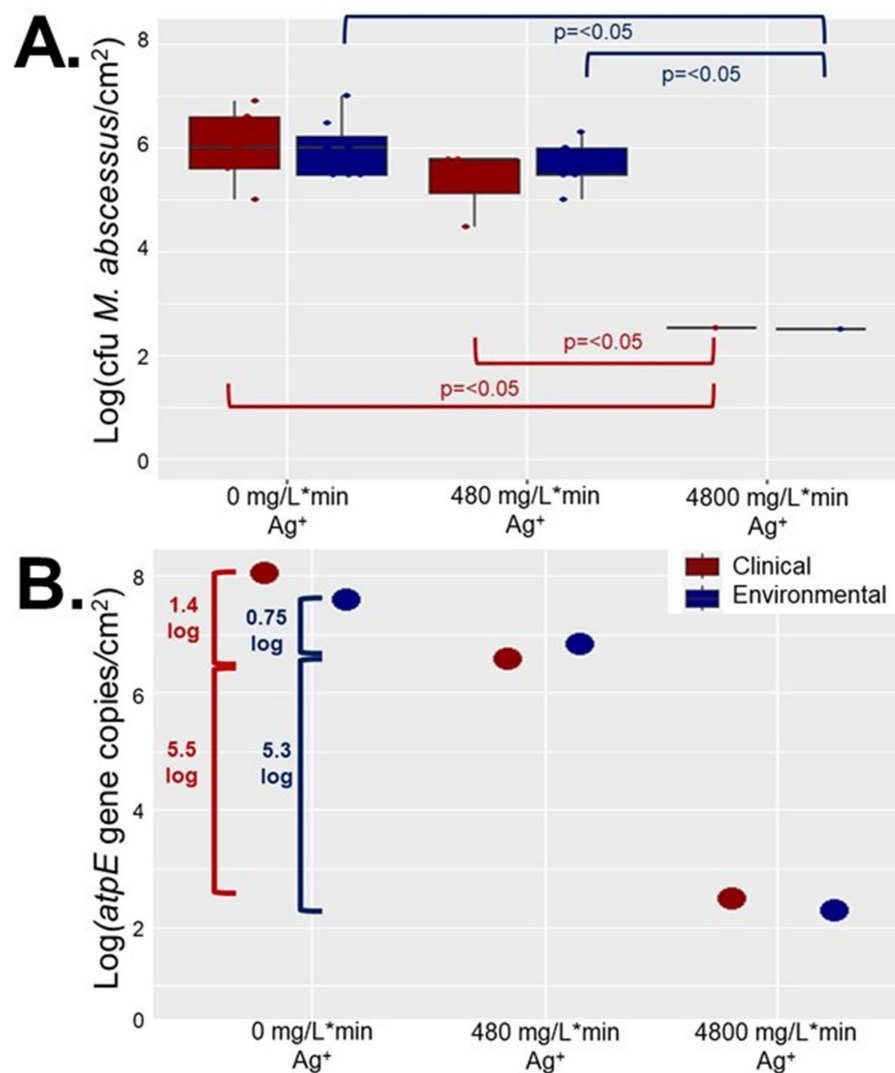 A.
Log(cfu M. abscessus/cm²)
8
6
4
2
0
p=<0.05
p=<0.05
p=<0.05
p=<0.05
0 mg/L*min
Ag⁺
480 mg/L*min
Ag⁺
4800 mg/L*min
Ag⁺
B.
Log(atpE gene copies/cm²)
8
6
4
2
0
Clinical
Environmental
1.4
log
0.75
log
5.5
log
5.3
log
0 mg/L*min
Ag⁺
480 mg/L*min
Ag⁺
4800 mg/L*min
Ag⁺